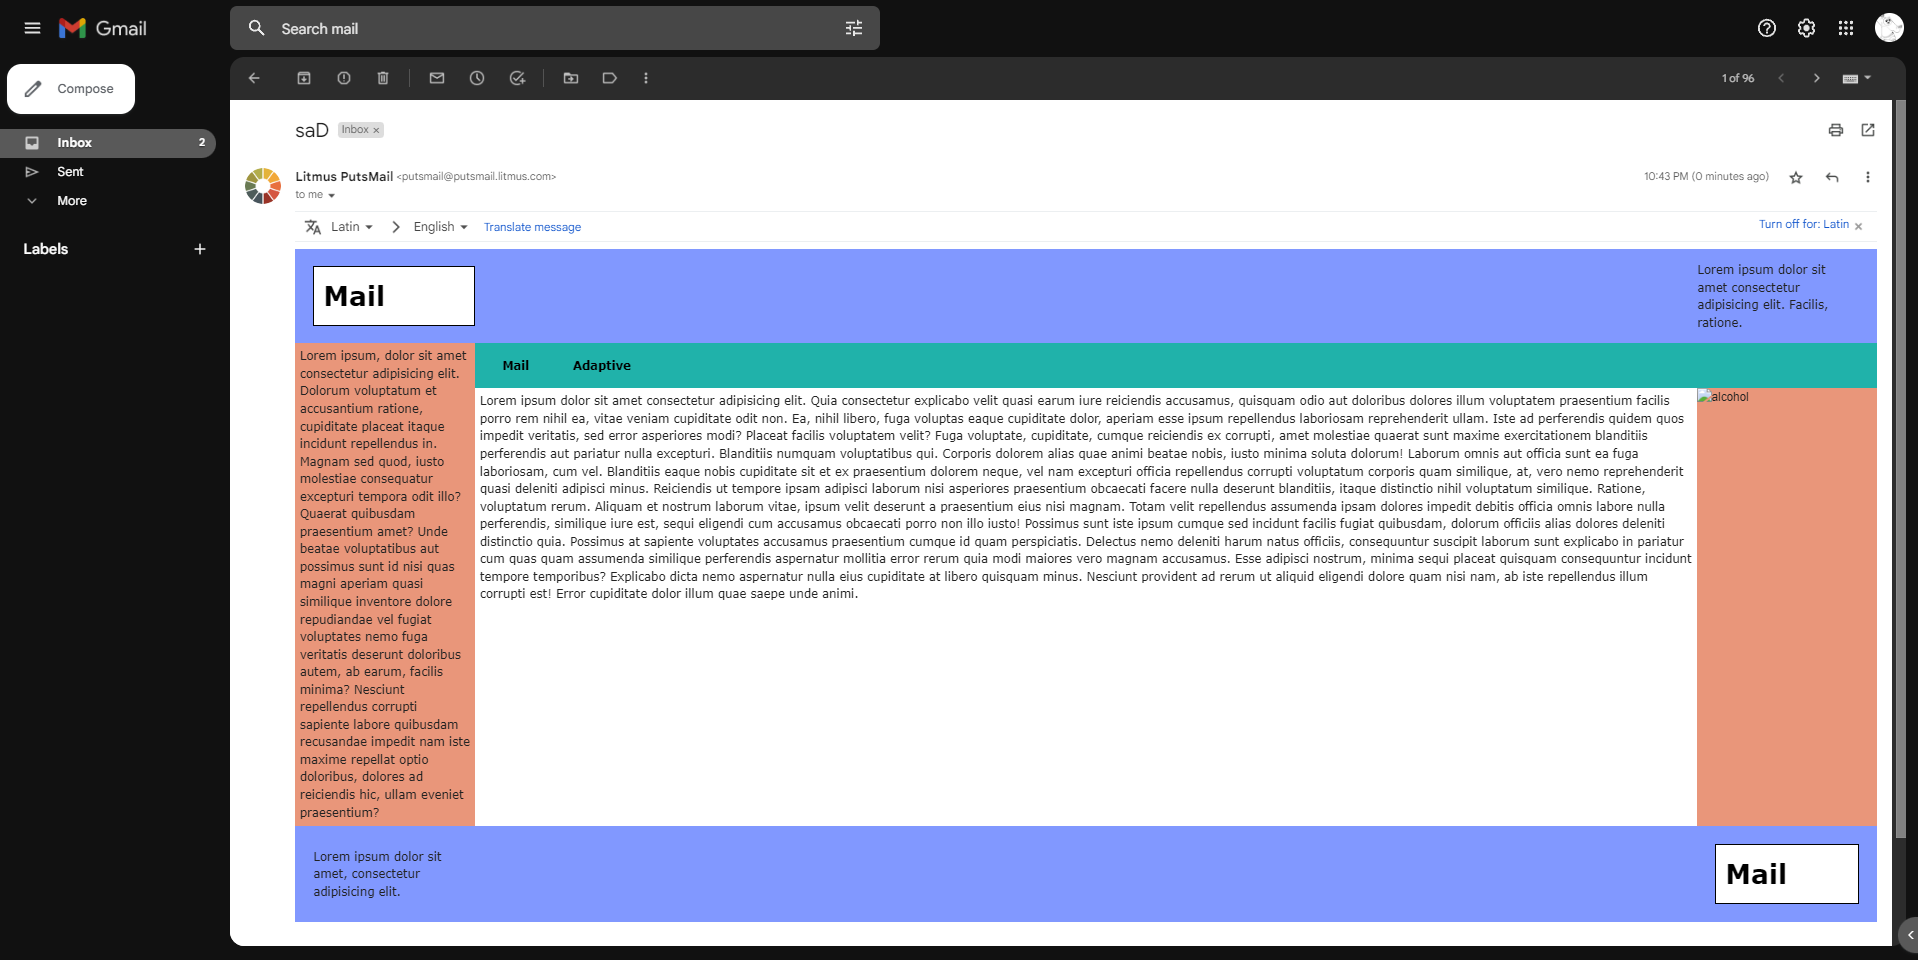 Gmail
Search mail
Compose
1 of 96
Inbox 2
Sent
More
Labels
saD Inbox ×
Litmus PutsMail <putsmail@putsmail.litmus.com>
10:43 PM (0 minutes ago)
to me
Latin > English Translate message
Turn off for: Latin ×
Mail
Lorem ipsum dolor sit
amet consectetur
adipisicing elit. Facilis,
ratione.
Lorem ipsum, dolor sit amet
consectetur adipisicing elit.
Dolorum voluptatum et
accusantium ratione,
cupiditate placeat itaque
incidunt repellendus in.
Magnam sed quod, iusto
molestiae consequatur
excepturi tempora odit illo?
Quaerat quibusdam
praesentium amet? Unde
beatae voluptatibus aut
possimus sunt id nisi quas
magni aperiam quasi
similique inventore dolore
repudiandae vel fugiat
voluptates nemo fuga
veritatis deserunt doloribus
autem, ab earum, facilis
minima? Nesciunt
repellendus corrupti
sapiente labore quibusdam
recusandae impedit nam iste
maxime repellat optio
doloribus, dolores ad
reiciendis hic, ullam eveniet
praesentium?
Mail Adaptive
Lorem ipsum dolor sit amet consectetur adipisicing elit. Quia consectetur explicabo velit quasi earum iure reiciendis accusamus, quisquam odio aut doloribus dolores illum voluptatem praesentium facilis
porro rem nihil ea, vitae veniam cupiditate odit non. Ea, nihil libero, fuga voluptas eaque cupiditate dolor, aperiam esse ipsum repellendus laboriosam reprehenderit ullam. Iste ad perferendis quidem quos
impedit veritatis, sed error asperiores modi? Placeat facilis voluptatem velit? Fuga voluptate, cupiditate, cumque reiciendis ex corrupti, amet molestiae quaerat sunt maxime exercitationem blanditiis
perferendis aut pariatur nulla excepturi. Blanditiis numquam voluptatibus qui. Corporis dolorem alias quae animi beatae nobis, iusto minima soluta dolorum! Laborum omnis aut officia sunt ea fuga
laboriosam, cum vel. Blanditiis eaque nobis cupiditate sit et ex praesentium dolorem neque, vel nam excepturi officia repellendus corrupti voluptatum corporis quam similique, at, vero nemo reprehenderit
quasi deleniti adipisci minus. Reiciendis ut tempore ipsam adipisci laborum nisi asperiores praesentium obcaecati facere nulla deserunt blanditiis, itaque distinctio nihil voluptatum similique. Ratione,
voluptatum rerum. Aliquam et nostrum laborum vitae, ipsum velit deserunt a praesentium eius nisi magnam. Totam velit repellendus assumenda ipsam dolores impedit debitis officia omnis labore nulla
perferendis, similique iure est, sequi eligendi cum accusamus obcaecati porro non illo iusto! Possimus sunt iste ipsum cumque sed incidunt facilis fugiat quibusdam, dolorum officiis alias dolores deleniti
distinctio quia. Possimus at sapiente voluptates accusamus praesentium cumque id quam perspiciatis. Delectus nemo deleniti harum natus officiis, consequuntur suscipit laborum sunt explicabo in pariatur
cum quas quam assumenda similique perferendis aspernatur mollitia error rerum quia modi maiores vero magnam accusamus. Esse adipisci nostrum, minima sequi placeat quisquam consequuntur incidunt
tempore temporibus? Explicabo dicta nemo aspernatur nulla eius cupiditate at libero quisquam minus. Nesciunt provident ad rerum ut aliquid eligendi dolore quam nisi nam, ab iste repellendus illum
corrupti est! Error cupiditate dolor illum quae saepe unde animi.
alcohol
Lorem ipsum dolor sit
amet, consectetur
adipisicing elit.
Mail